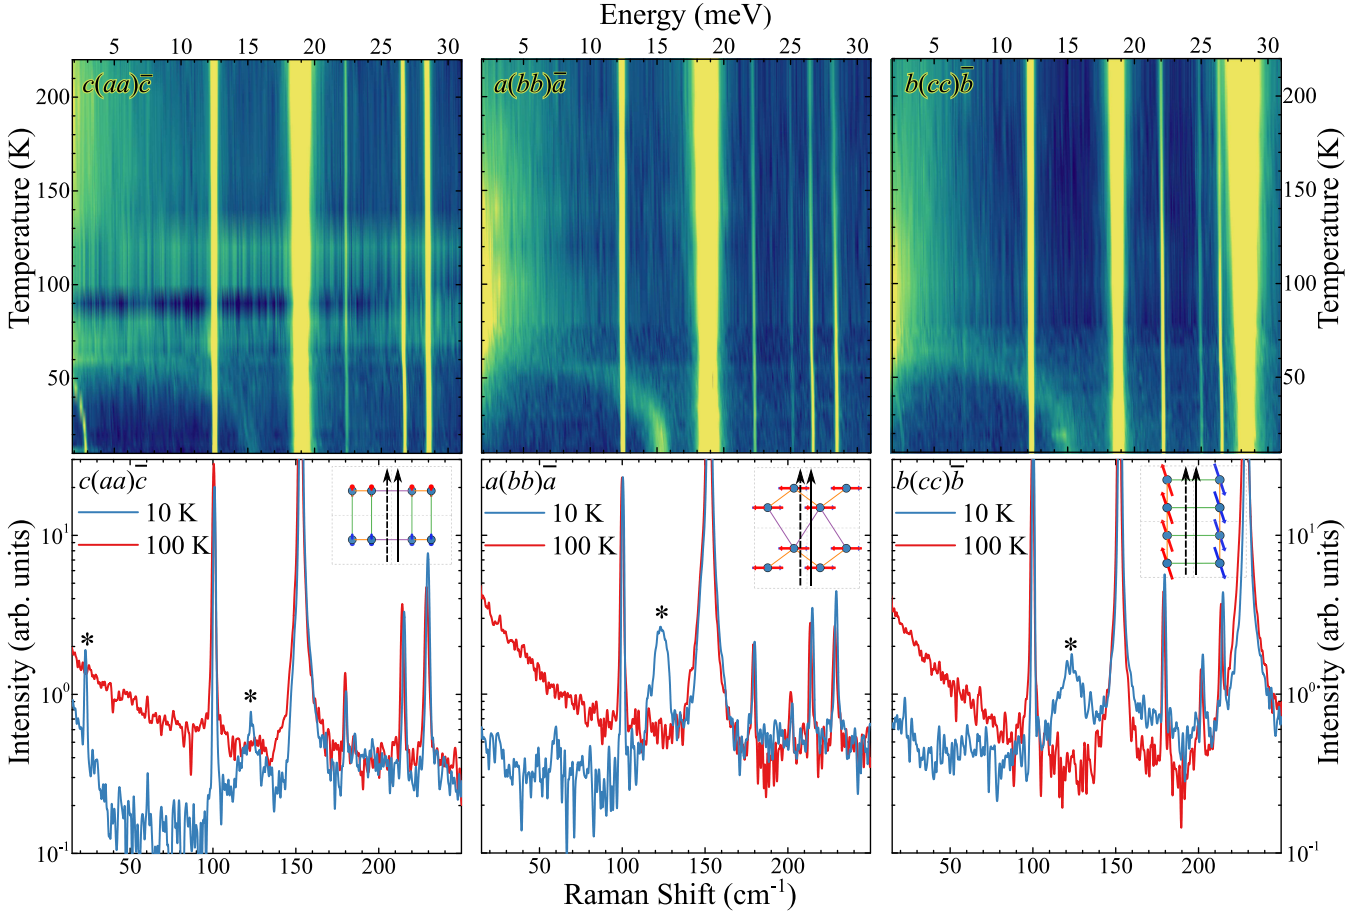 Energy (meV)
5 10 15 20 25 30
5 10 15 20 25 30
5 10 15 20 25 30
c(aa)c̄
a(bb)ā
b(cc)b̄
Temperature (K)
200
150
100
50
200
150
100
50
Temperature (K)
c(aa)c̄
10 K
100 K
*
*
a(bb)ā
10 K
100 K
*
b(cc)b̄
10 K
100 K
*
Intensity (arb. units)
10¹
10⁰
10⁻¹
10¹
10⁰
10⁻¹
Intensity (arb. units)
50 100 150 200
50 100 150 200
50 100 150 200
Raman Shift (cm⁻¹)